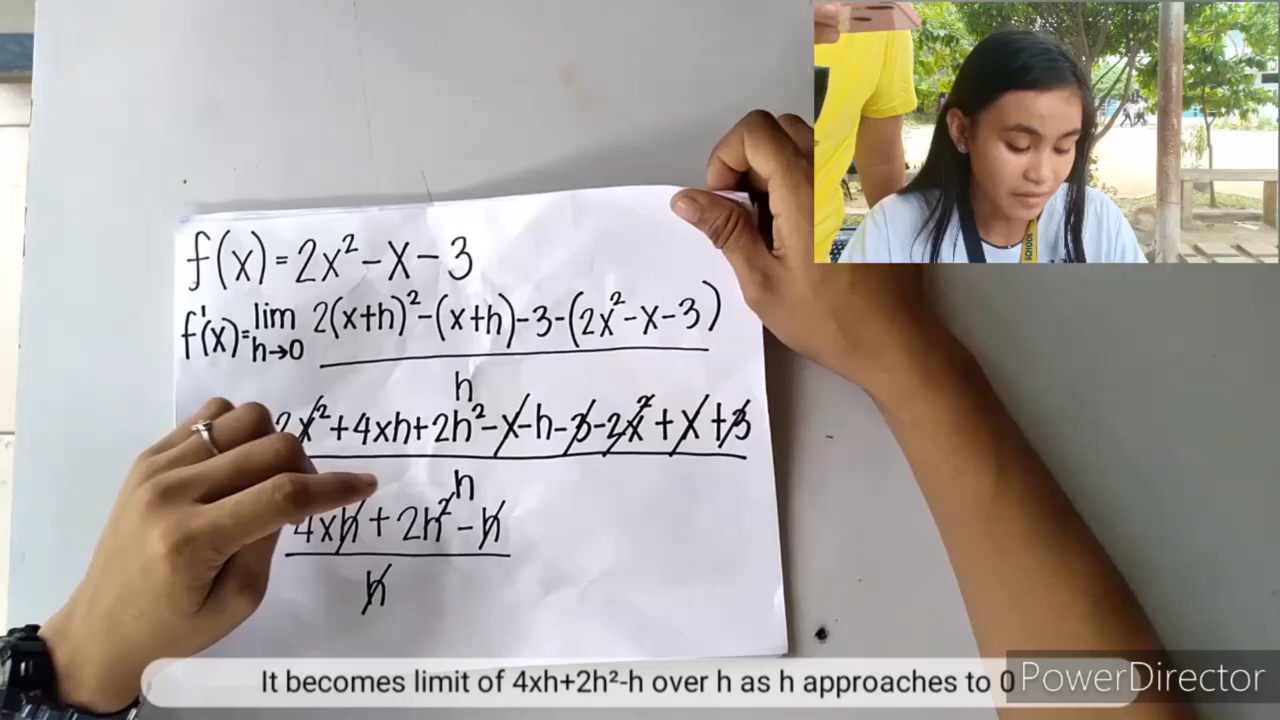 f(x)=2x²-x-3
f'(x)=lim h→0 2(x+h)²-(x+h)-3-(2x²-x-3)
h
2x²+4xh+2h²-x-h-3-2x²+x+3
h
4xh+2h²-h
h
SCHOOL
It becomes limit of 4xh+2h²-h over h as h approaches to 0
PowerDirector